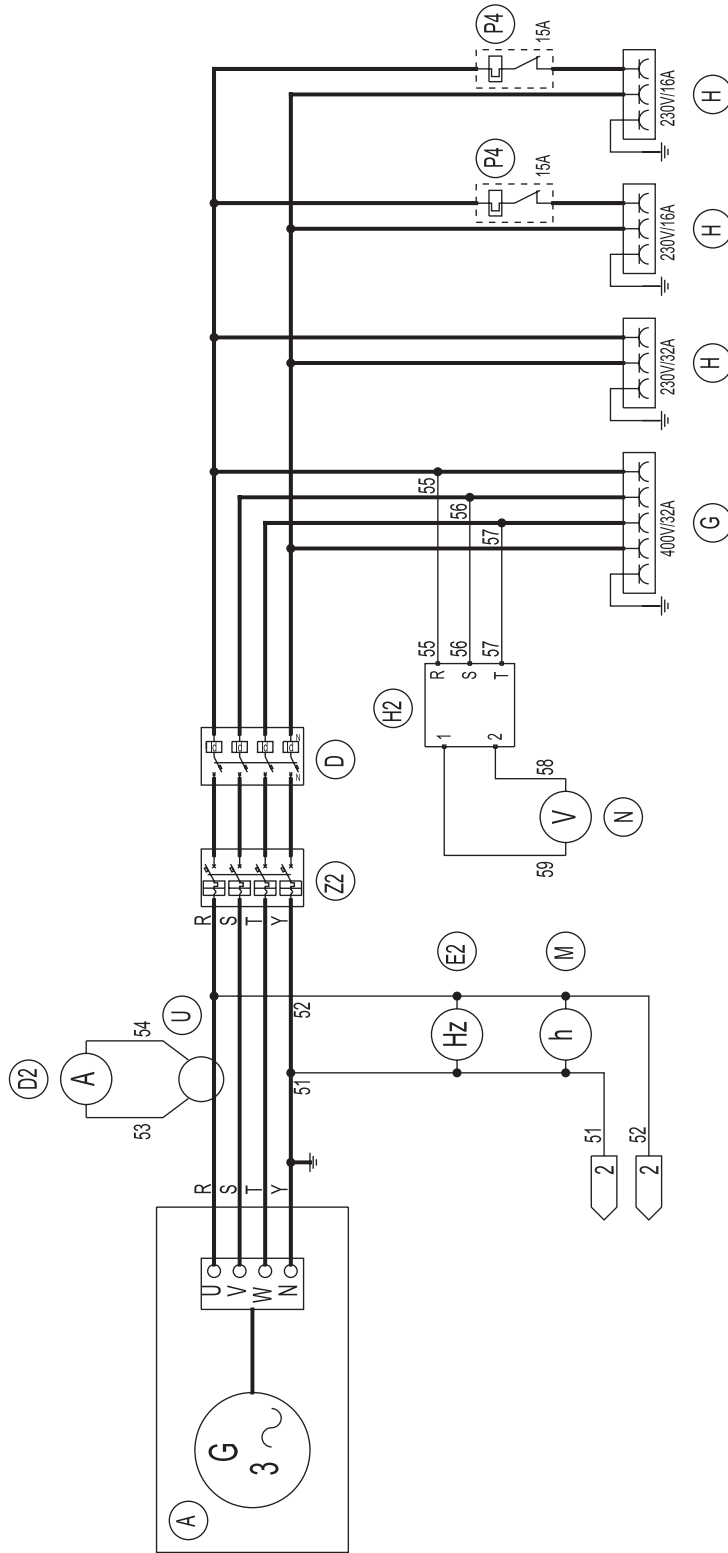 A
G
3
U
V
W
N
R
S
T
Y
D2
A
53
54
U
51
52
R
S
T
Y
Z2
D
N
N
E2
Hz
M
h
51
2
52
2
H2
1
2
R
S
T
55
56
57
55
56
57
58
59
V
N
G
400V/32A
H
230V/32A
P4
15A
H
230V/16A
P4
15A
H
230V/16A